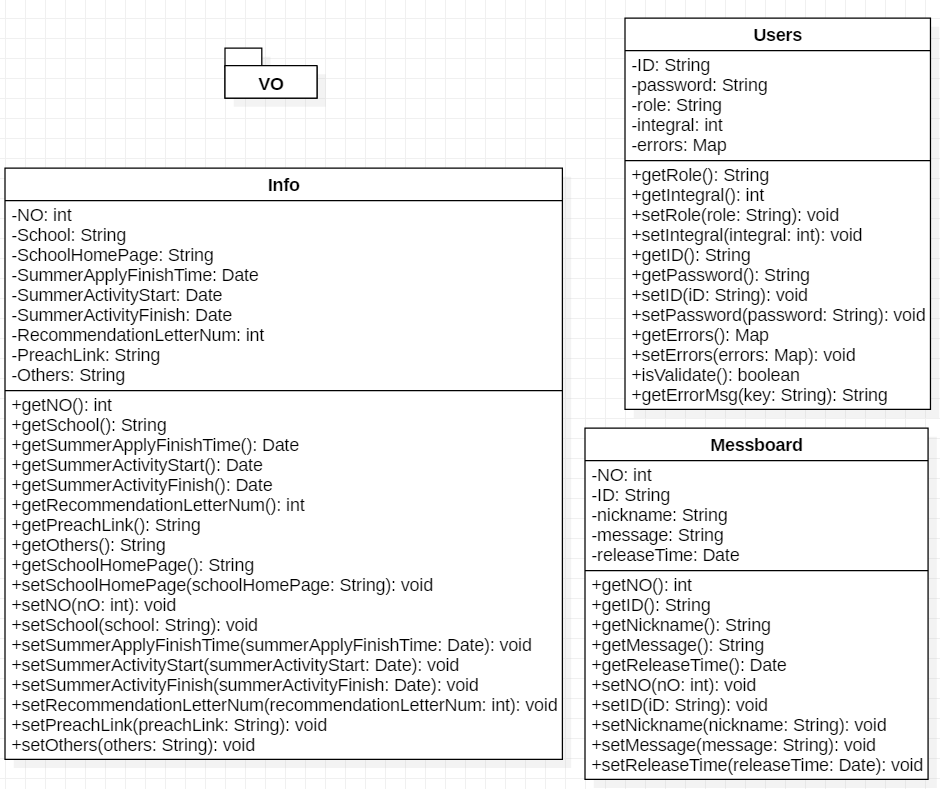 VO
Users
-ID: String
-password: String
-role: String
-integral: int
-errors: Map
+getRole(): String
+getIntegral(): int
+setRole(role: String): void
+setIntegral(integral: int): void
+getID(): String
+getPassword(): String
+setID(iD: String): void
+setPassword(password: String): void
+getErrors(): Map
+setErrors(errors: Map): void
+isValidate(): boolean
+getErrorMsg(key: String): String
Info
-NO: int
-School: String
-SchoolHomePage: String
-SummerApplyFinishTime: Date
-SummerActivityStart: Date
-SummerActivityFinish: Date
-RecommendationLetterNum: int
-PreachLink: String
-Others: String
+getNO(): int
+getSchool(): String
+getSummerApplyFinishTime(): Date
+getSummerActivityStart(): Date
+getSummerActivityFinish(): Date
+getRecommendationLetterNum(): int
+getPreachLink(): String
+getOthers(): String
+getSchoolHomePage(): String
+setSchoolHomePage(schoolHomePage: String): void
+setNO(nO: int): void
+setSchool(school: String): void
+setSummerApplyFinishTime(summerApplyFinishTime: Date): void
+setSummerActivityStart(summerActivityStart: Date): void
+setSummerActivityFinish(summerActivityFinish: Date): void
+setRecommendationLetterNum(recommendationLetterNum: int): void
+setPreachLink(preachLink: String): void
+setOthers(others: String): void
Messboard
-NO: int
-ID: String
-nickname: String
-message: String
-releaseTime: Date
+getNO(): int
+getID(): String
+getNickname(): String
+getMessage(): String
+getReleaseTime(): Date
+setNO(nO: int): void
+setID(iD: String): void
+setNickname(nickname: String): void
+setMessage(message: String): void
+setReleaseTime(releaseTime: Date): void